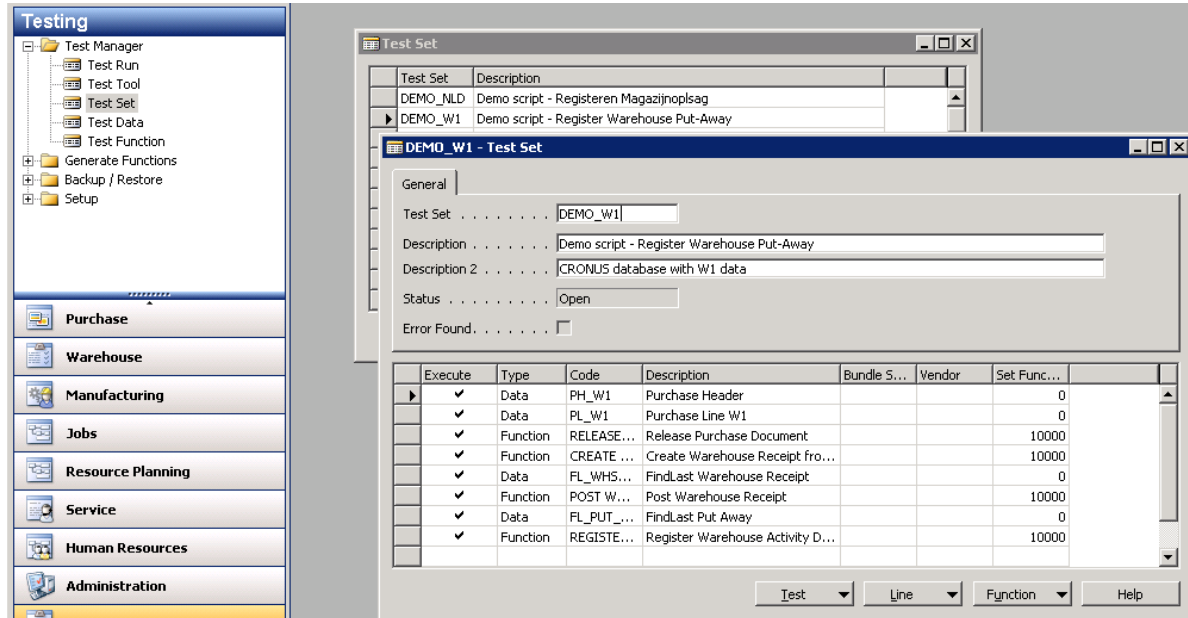 Testing
Test Manager
Test Run
Test Tool
Test Set
Test Data
Test Function
Generate Functions
Backup / Restore
Setup
Purchase
Warehouse
Manufacturing
Jobs
Resource Planning
Service
Human Resources
Administration
Test Set
Test Set Description
DEMO_NLD Demo script - Registeren Magazijnoplsag
DEMO_W1 Demo script - Register Warehouse Put-Away
DEMO_W1 - Test Set
General
Test Set . . . . . . . . DEMO_W1
Description . . . . . . . Demo script - Register Warehouse Put-Away
Description 2 . . . . . . CRONUS database with W1 data
Status . . . . . . . . . Open
Error Found. . . . . . .
Execute Type Code Description Bundle S... Vendor Set Func...
Data PH_W1 Purchase Header 0
Data PL_W1 Purchase Line W1 0
Function RELEASE... Release Purchase Document 10000
Function CREATE ... Create Warehouse Receipt fro... 10000
Data FL_WHS... FindLast Warehouse Receipt 0
Function POST W... Post Warehouse Receipt 10000
Data FL_PUT_... FindLast Put Away 0
Function REGISTE... Register Warehouse Activity D... 10000
Test Line Function Help